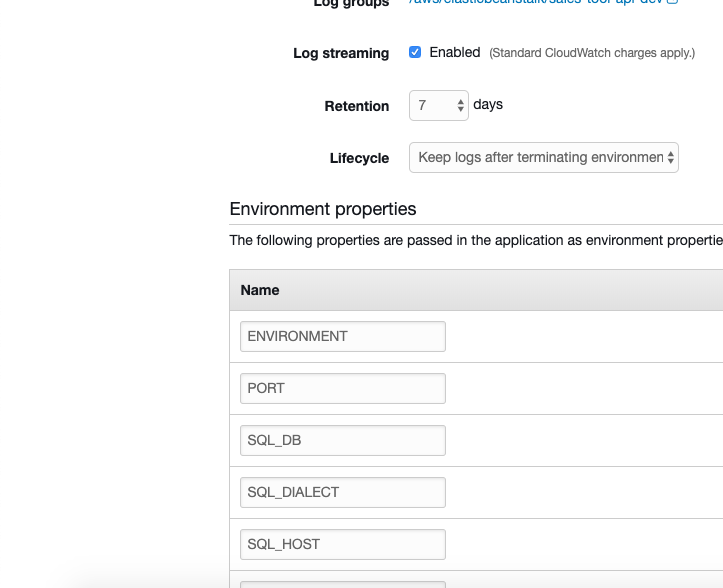 Log groups /aws/elasticbeanstalk/sales-tool-api-dev
Log streaming Enabled (Standard CloudWatch charges apply.)
Retention 7 days
Lifecycle Keep logs after terminating environmen
Environment properties
The following properties are passed in the application as environment propertie
Name
ENVIRONMENT
PORT
SQL_DB
SQL_DIALECT
SQL_HOST